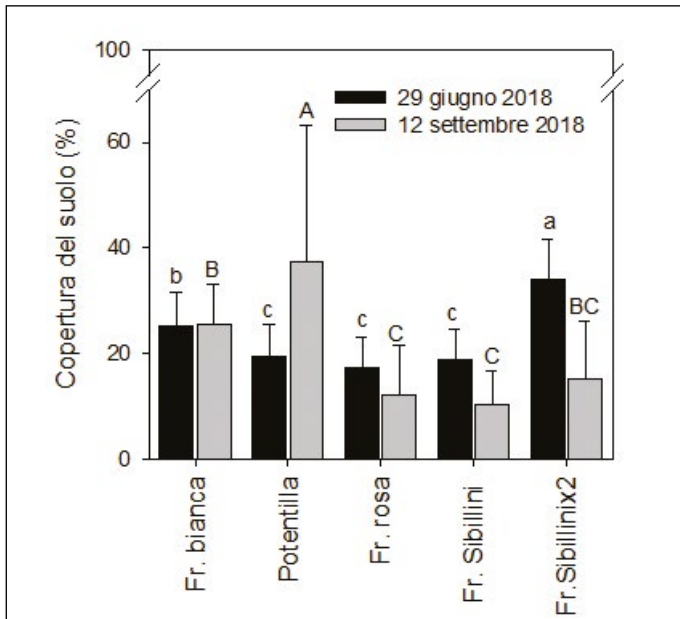 100
29 giugno 2018
12 settembre 2018
A
60
Copertura del suolo (%)
a
40
b
B
c
c
C
c
C
BC
20
0
Fr. bianca
Potentilla
Fr. rosa
Fr. Sibillini
Fr.Sibillinix2